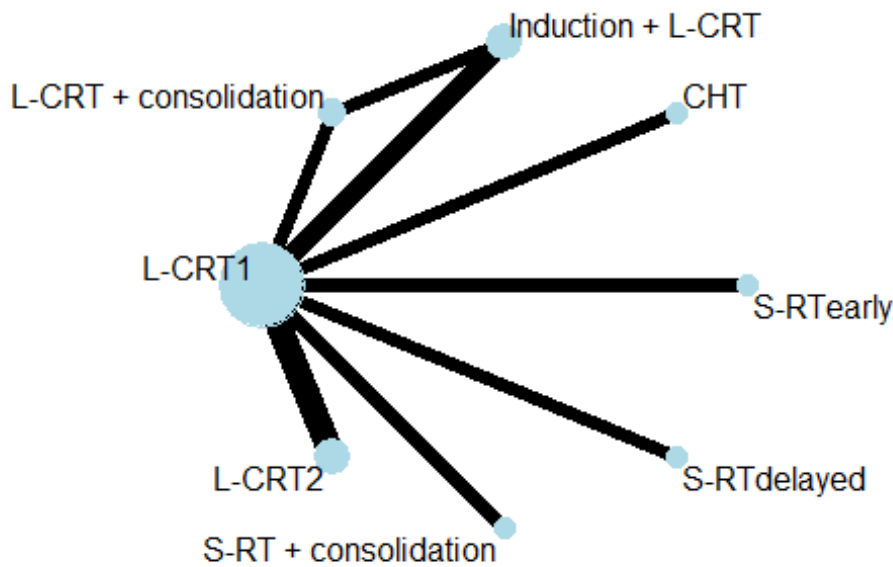 Induction + L-CRT
L-CRT + consolidation
CHT
L-CRT1
S-RTearly
L-CRT2
S-RTdelayed
S-RT + consolidation